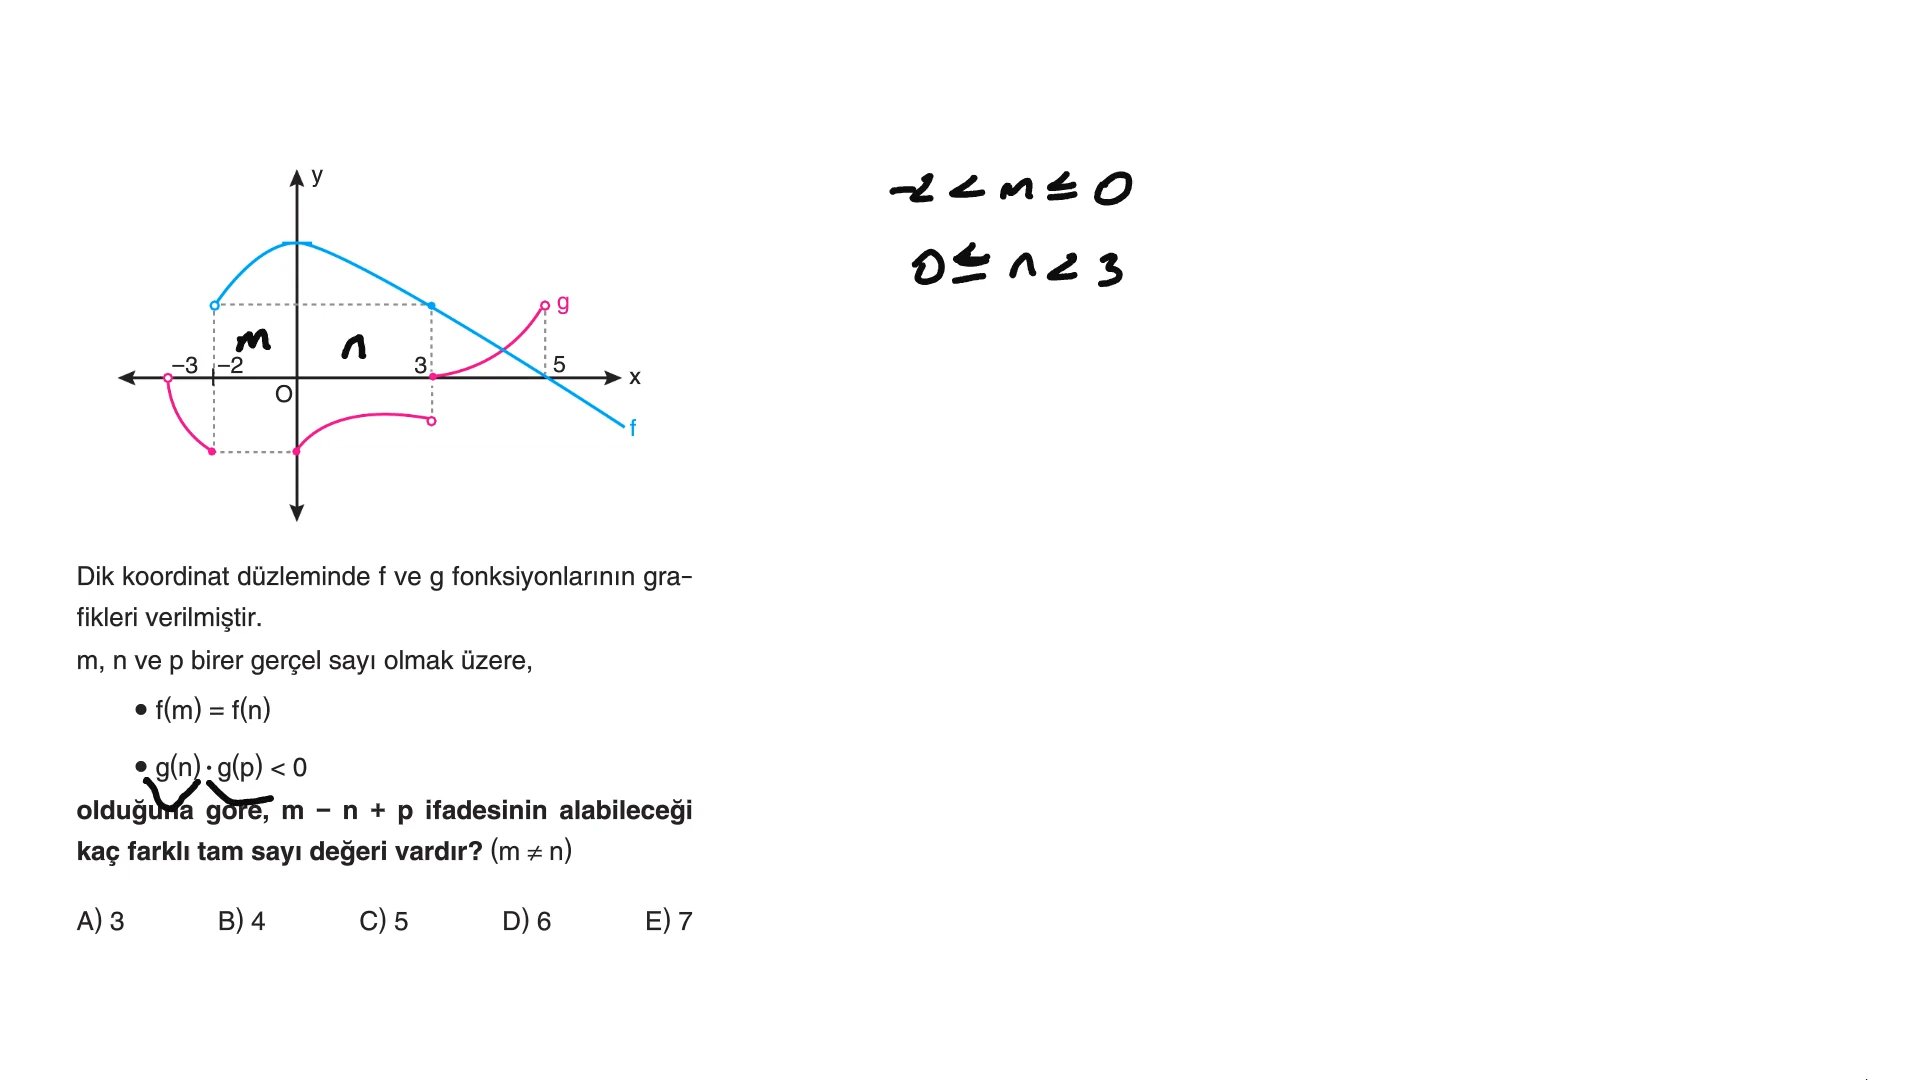 -2 < m ≤ 0
0 ≤ n < 3
y
g
m n
-3 -2 3 5 x
O
f
Dik koordinat düzleminde f ve g fonksiyonlarının gra-
fikleri verilmiştir.
m, n ve p birer gerçel sayı olmak üzere,
• f(m) = f(n)
• g(n) · g(p) < 0
olduğuna göre, m - n + p ifadesinin alabileceği
kaç farklı tam sayı değeri vardır? (m ≠ n)
A) 3 B) 4 C) 5 D) 6 E) 7